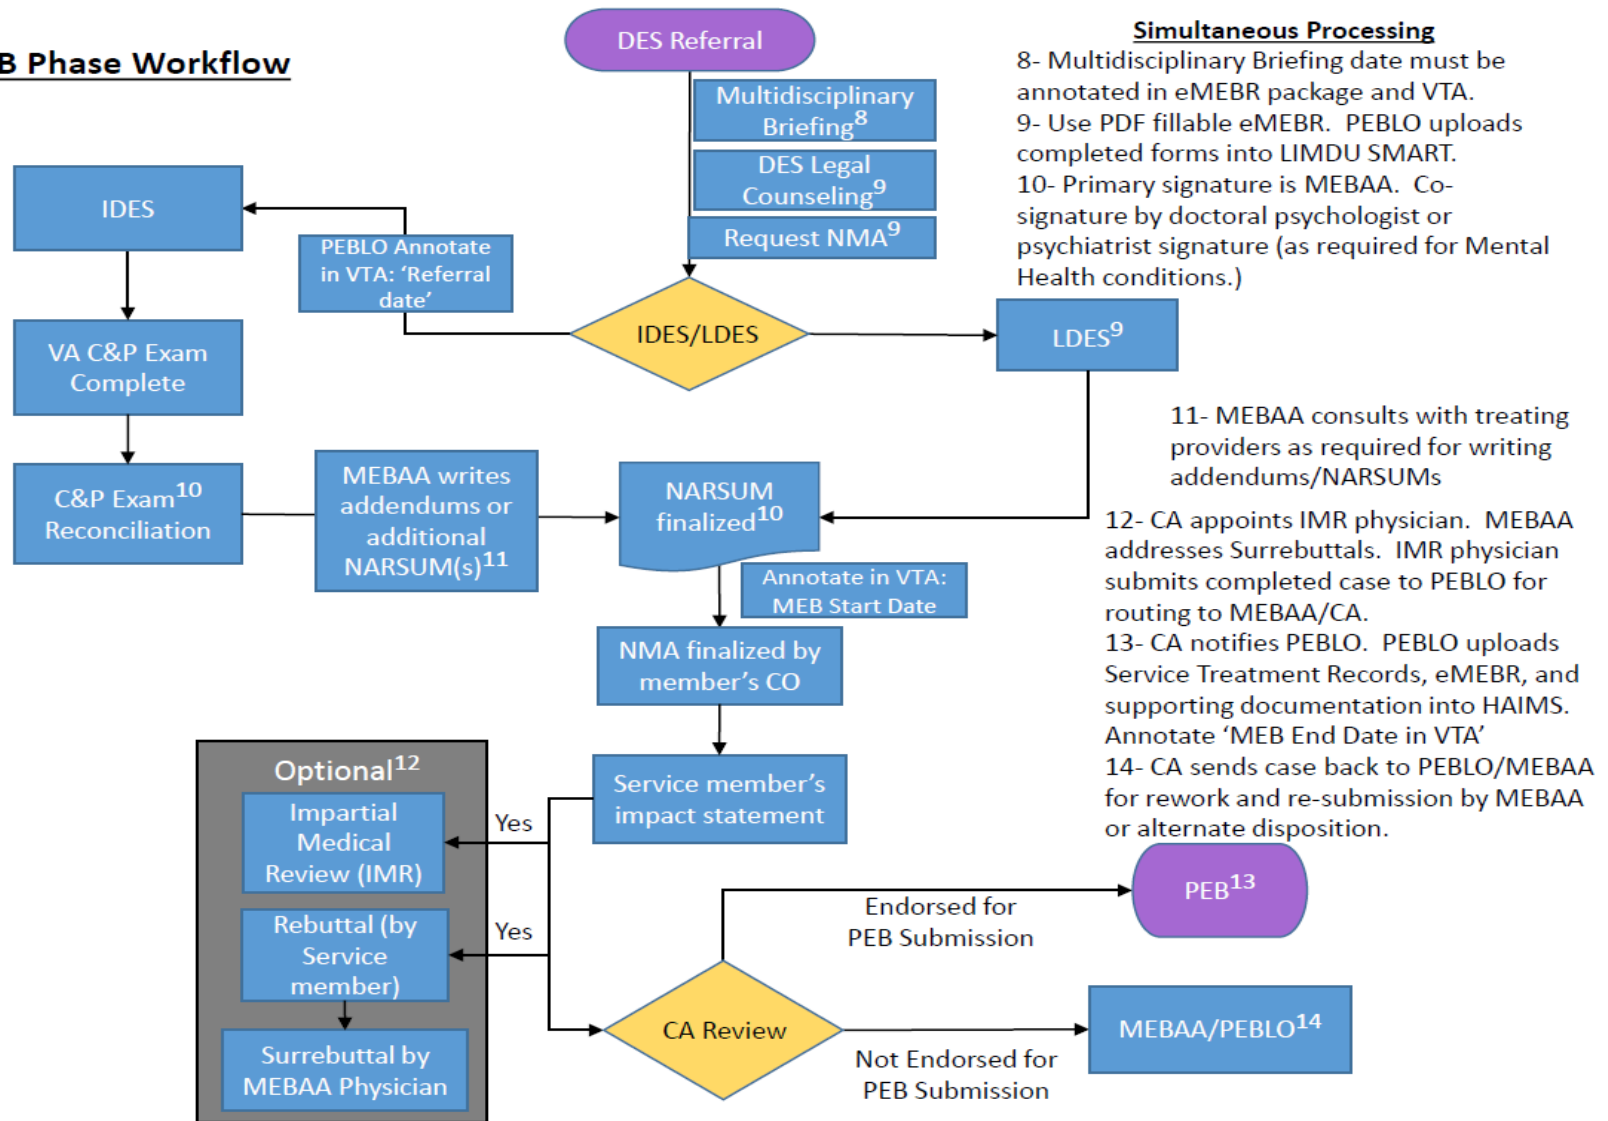 B Phase Workflow
DES Referral
Multidisciplinary
Briefing8
DES Legal
Counseling9
Request NMA9
IDES
PEBLO Annotate
in VTA: ‘Referral
date’
IDES/LDES
LDES9
VA C&P Exam
Complete
C&P Exam10
Reconciliation
MEBAA writes
addendums or
additional
NARSUM(s)11
NARSUM
finalized10
Annotate in VTA:
MEB Start Date
NMA finalized by
member’s CO
Service member’s
impact statement
Optional12
Impartial
Medical
Review (IMR)
Yes
Rebuttal (by
Service
member)
Yes
Surrebuttal by
MEBAA Physician
CA Review
Endorsed for
PEB Submission
PEB13
Not Endorsed for
PEB Submission
MEBAA/PEBLO14
Simultaneous Processing
8- Multidisciplinary Briefing date must be
annotated in eMEBR package and VTA.
9- Use PDF fillable eMEBR.  PEBLO uploads
completed forms into LIMDU SMART.
10- Primary signature is MEBAA.  Co-
signature by doctoral psychologist or
psychiatrist signature (as required for Mental
Health conditions.)
11- MEBAA consults with treating
providers as required for writing
addendums/NARSUMs
12- CA appoints IMR physician.  MEBAA
addresses Surrebuttals.  IMR physician
submits completed case to PEBLO for
routing to MEBAA/CA.
13- CA notifies PEBLO.  PEBLO uploads
Service Treatment Records, eMEBR, and
supporting documentation into HAIMS.
Annotate ‘MEB End Date in VTA’
14- CA sends case back to PEBLO/MEBAA
for rework and re-submission by MEBAA
or alternate disposition.